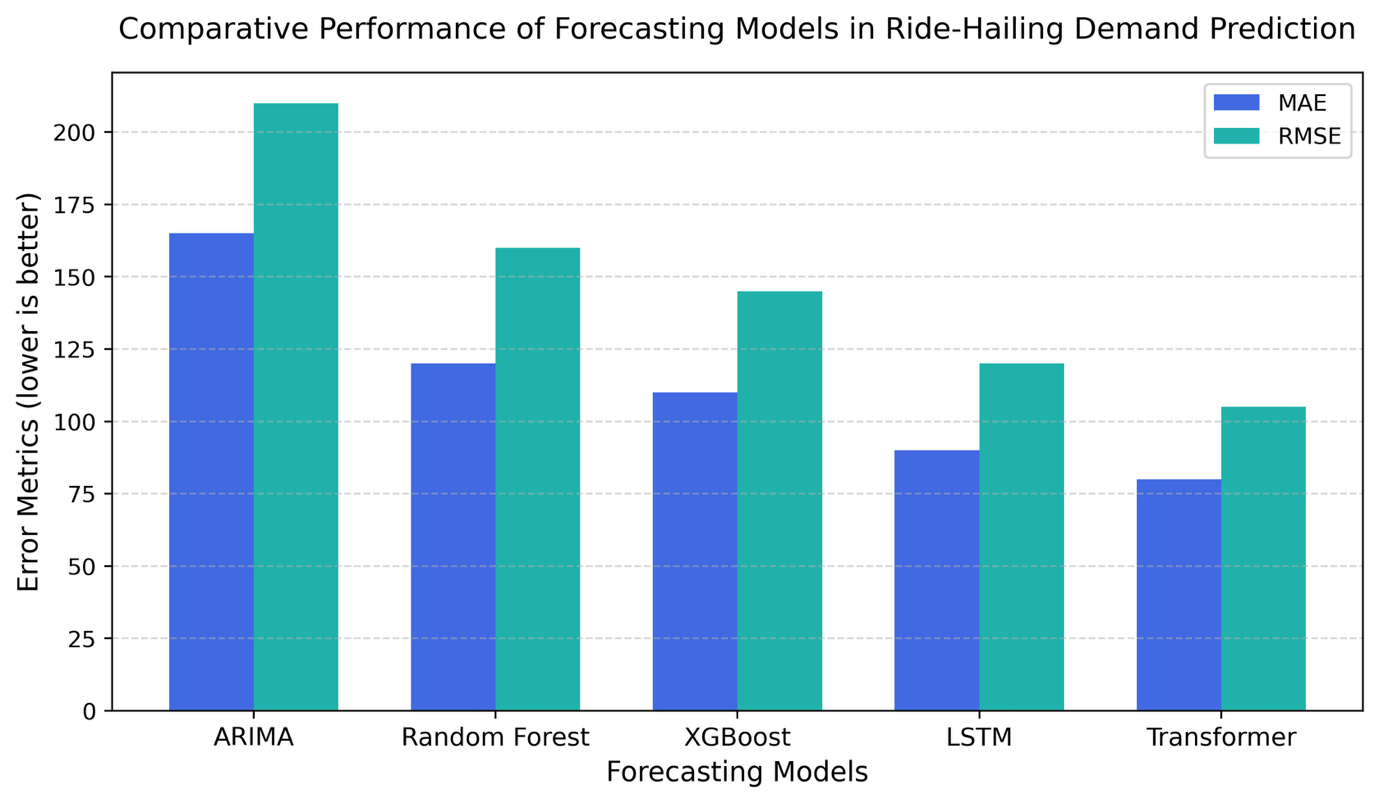 Comparative Performance of Forecasting Models in Ride-Hailing Demand Prediction
MAE
RMSE
Error Metrics (lower is better)
200
175
150
125
100
75
50
25
0
ARIMA
Random Forest
XGBoost
LSTM
Transformer
Forecasting Models